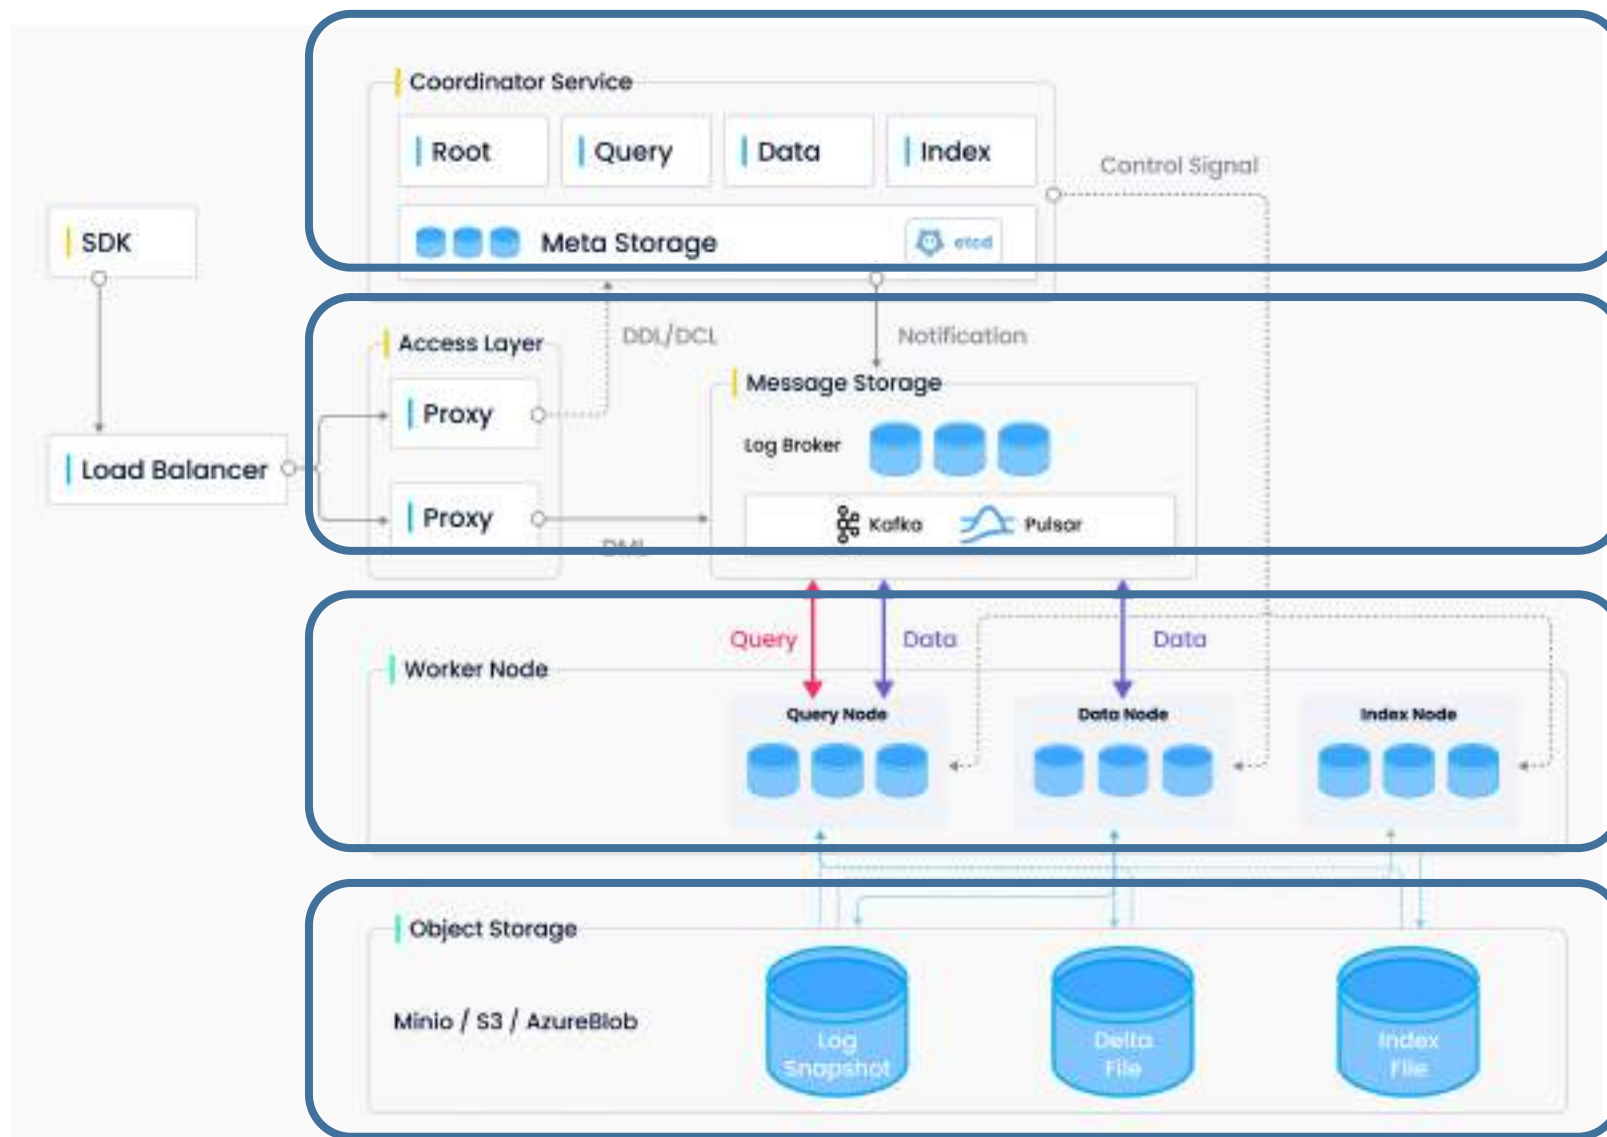 Coordinator Service
Root
Query
Data
Index
Control Signal
SDK
Meta Storage
etcd
Access Layer
DDL/DCL
Notification
Message Storage
Proxy
Log Broker
Load Balancer
Proxy
Kafka
Pulsar
DML
Query
Data
Data
Worker Node
Query Node
Data Node
Index Node
Object Storage
Minio / S3 / AzureBlob
Log
Snapshot
Delta
File
Index
File